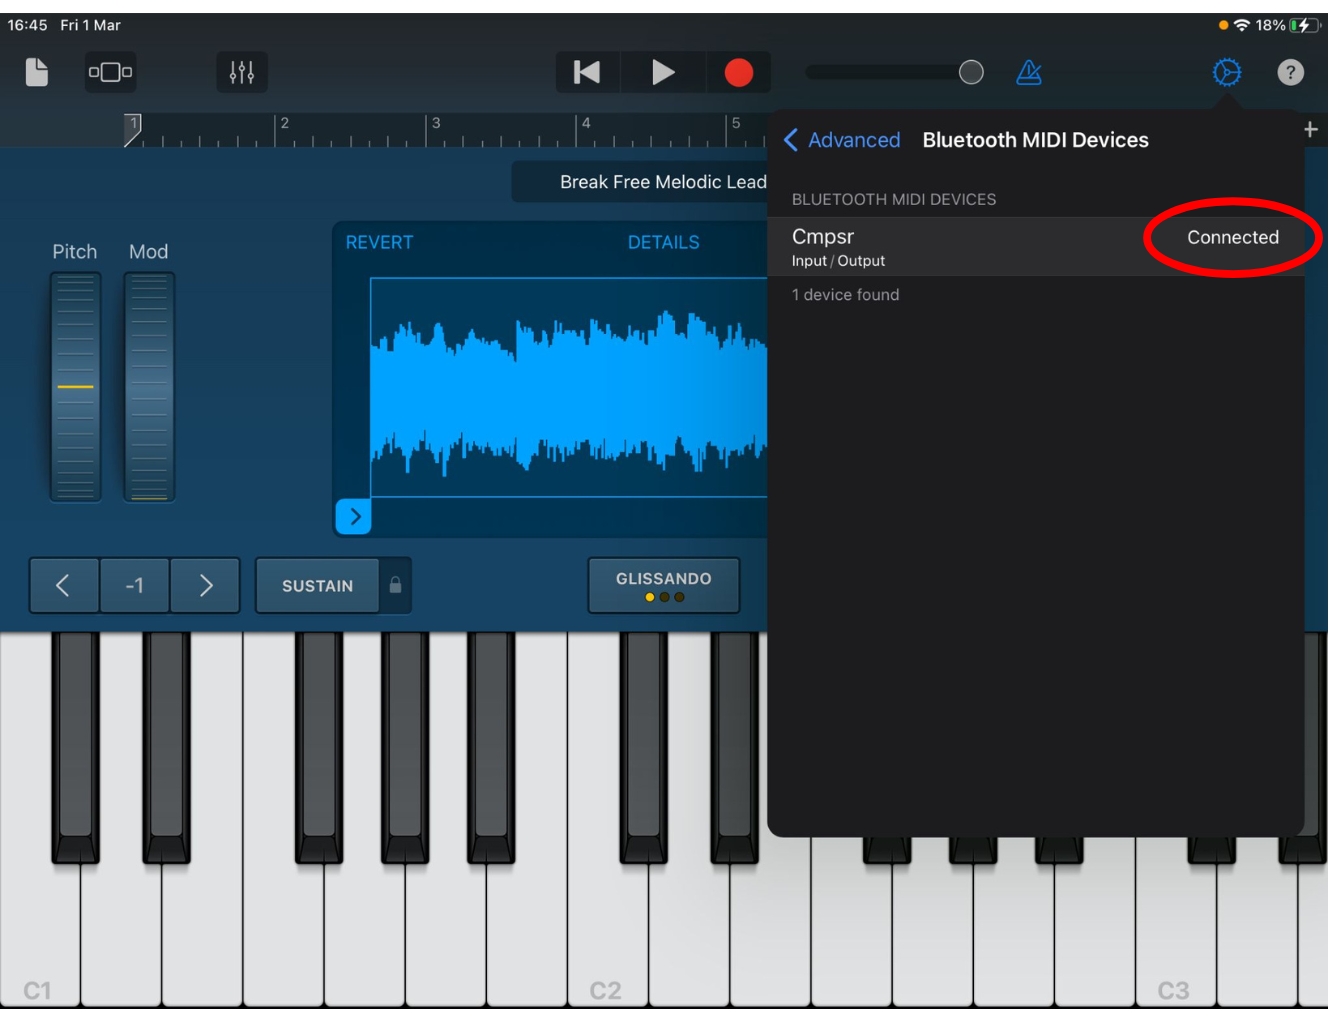 16:45 Fri 1 Mar
18%
?
1 2 3 4 5
+
Advanced Bluetooth MIDI Devices
Break Free Melodic Lead
BLUETOOTH MIDI DEVICES
Cmpsr Connected
Input/Output
1 device found
Pitch Mod
REVERT DETAILS
-1 SUSTAIN GLISSANDO
C1 C2 C3